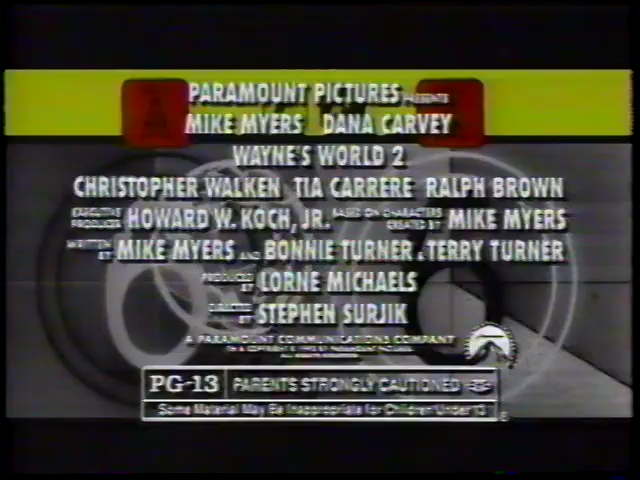 PARAMOUNT PICTURES PRESENTS
MIKE MYERS DANA CARVEY
WAYNE'S WORLD 2
CHRISTOPHER WALKEN TIA CARRERE RALPH BROWN
EXECUTIVE PRODUCER HOWARD W. KOCH, JR. BASED ON CHARACTERS CREATED BY MIKE MYERS
WRITTEN BY MIKE MYERS AND BONNIE TURNER & TERRY TURNER
PRODUCED BY LORNE MICHAELS
DIRECTED BY STEPHEN SURJIK
A PARAMOUNT COMMUNICATIONS COMPANY
ALL RIGHTS RESERVED
PG-13 PARENTS STRONGLY CAUTIONED
Some Material May Be Inappropriate for Children Under 13